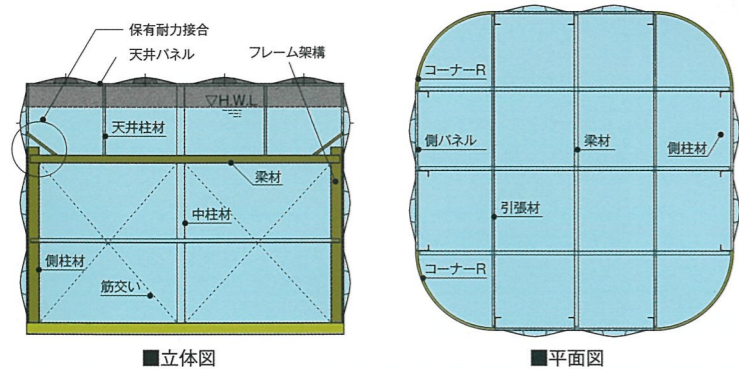 保有耐力接合
天井パネル
フレーム架構
▽H.W.L
天井柱材
梁材
中柱材
側柱材
筋交い
■立体図
コーナーR
側パネル
梁材
側柱材
引張材
コーナーR
■平面図